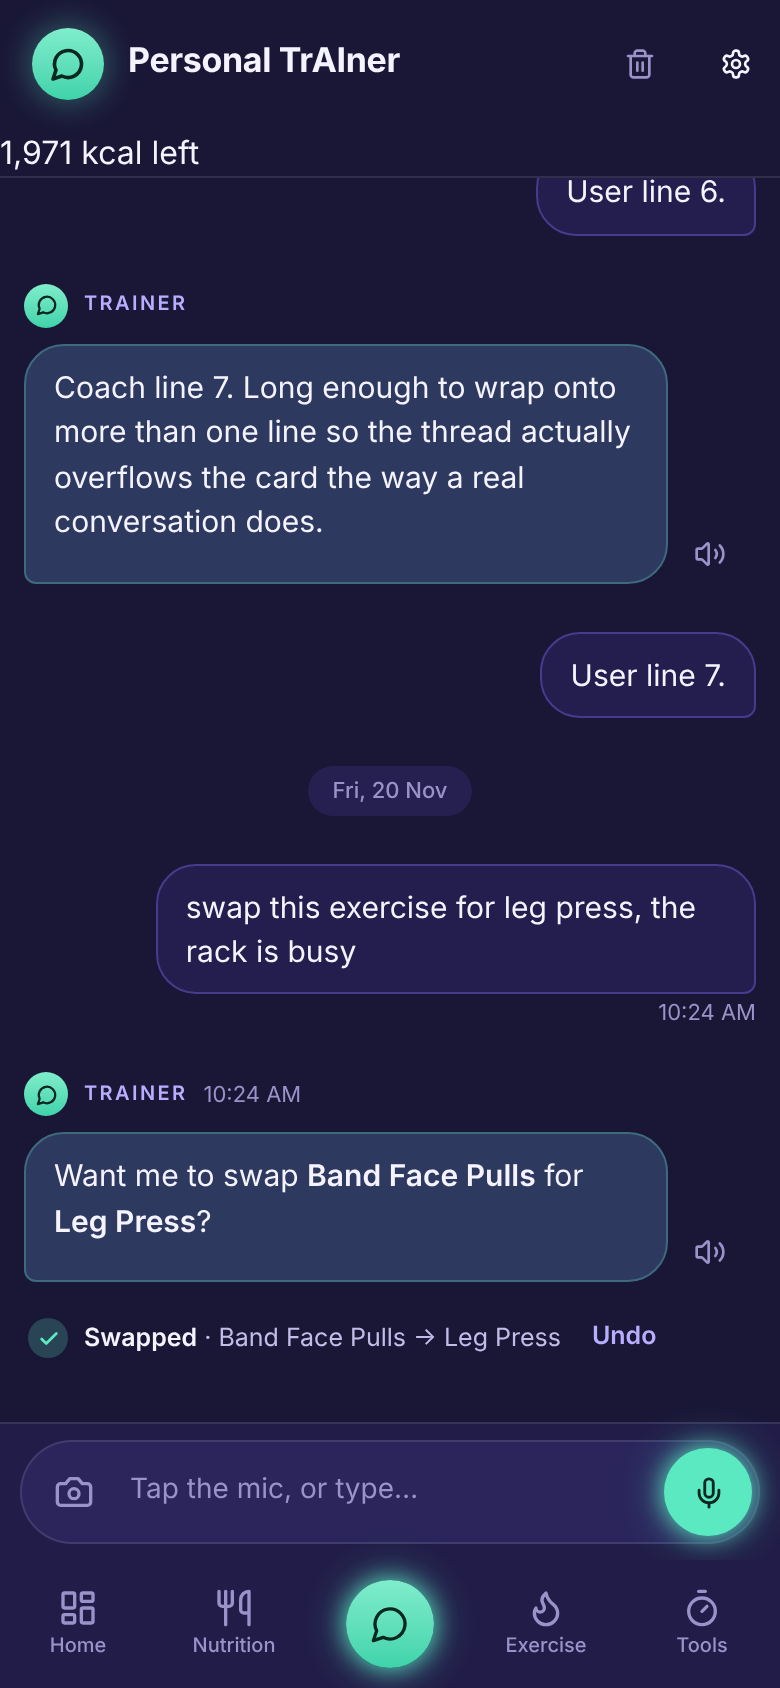 Personal TrAIner
1,971 kcal left
User line 6.
TRAINER
Coach line 7. Long enough to wrap onto
more than one line so the thread actually
overflows the card the way a real
conversation does.
User line 7.
Fri, 20 Nov
swap this exercise for leg press, the
rack is busy
10:24 AM
TRAINER 10:24 AM
Want me to swap Band Face Pulls for
Leg Press?
Swapped · Band Face Pulls → Leg Press Undo
Tap the mic, or type...
Home Nutrition Exercise Tools